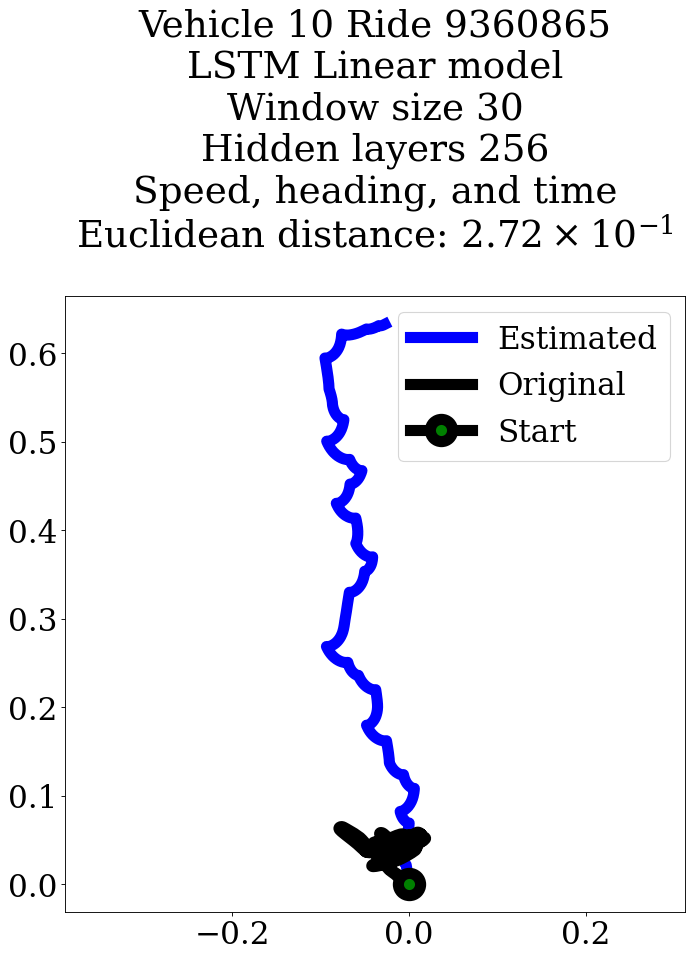 Vehicle 10 Ride 9360865
LSTM Linear model
Window size 30
Hidden layers 256
Speed, heading, and time
Euclidean distance: 2.72 × 10⁻¹
Estimated
Original
Start
0.6
0.5
0.4
0.3
0.2
0.1
0.0
−0.2 0.0 0.2